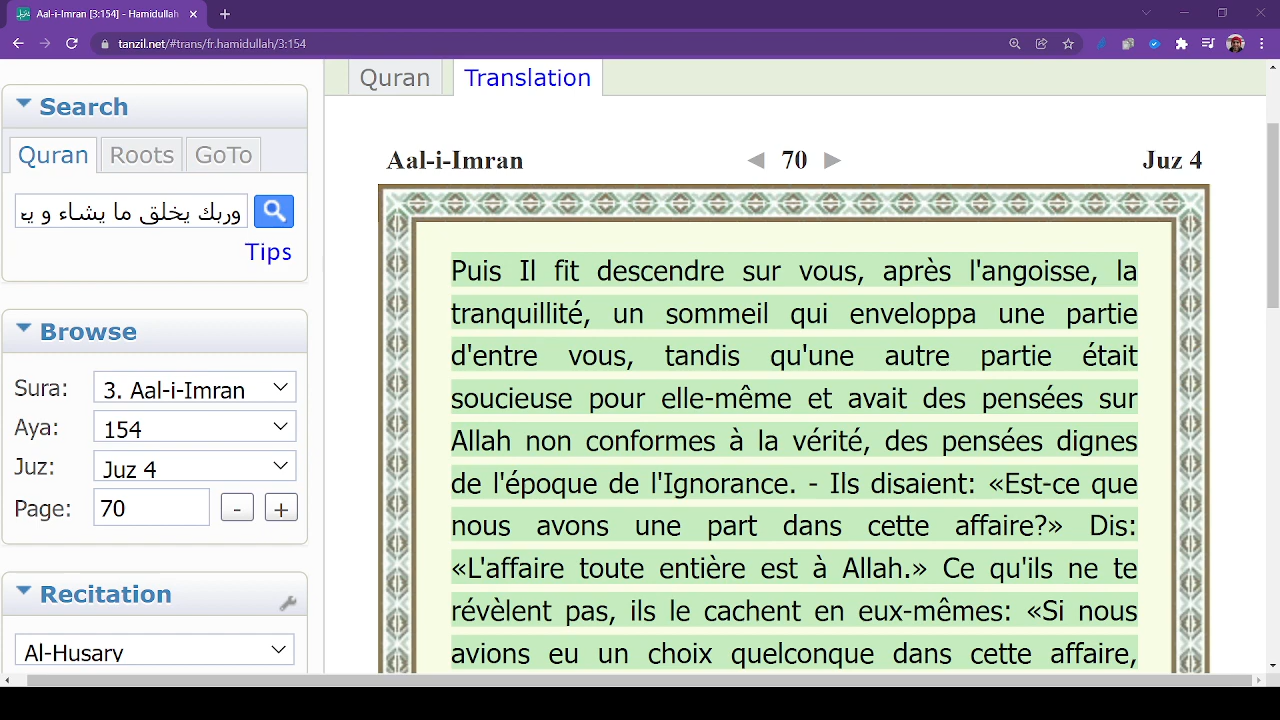 Aal-i-Imran [3:154] - Hamidullah
tanzil.net/#trans/fr.hamidullah/3:154
Quran
Translation
Search
Quran
Roots
GoTo
وربك يخلق ما يشاء و
Tips
Browse
Sura:
3. Aal-i-Imran
Aya:
154
Juz:
Juz 4
Page:
70
-
+
Recitation
Al-Husary
Aal-i-Imran
70
Juz 4
Puis Il fit descendre sur vous, après l'angoisse, la
tranquillité, un sommeil qui enveloppa une partie
d'entre vous, tandis qu'une autre partie était
soucieuse pour elle-même et avait des pensées sur
Allah non conformes à la vérité, des pensées dignes
de l'époque de l'Ignorance. - Ils disaient: «Est-ce que
nous avons une part dans cette affaire?» Dis:
«L'affaire toute entière est à Allah.» Ce qu'ils ne te
révèlent pas, ils le cachent en eux-mêmes: «Si nous
avions eu un choix quelconque dans cette affaire,